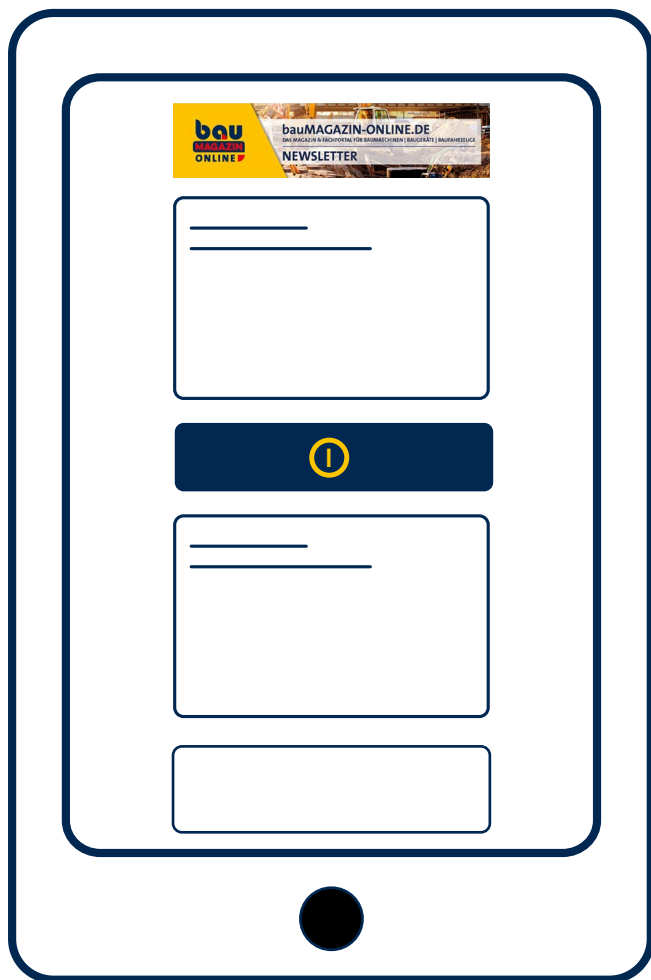 bau
MAGAZIN
ONLINE
bauMAGAZIN-ONLINE.DE
DAS MAGAZIN & FACHPORTAL FÜR BAUMASCHINEN | BAUGERÄTE | BAUFAHRZEUGE
NEWSLETTER
I